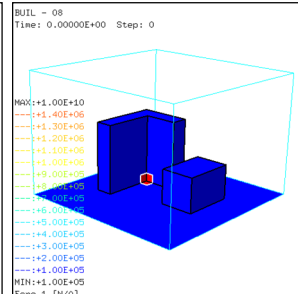 BUIL - 08
Time: 0.00000E+00 Step: 0
MAX:+1.00E+10
---:+1.40E+06
---:+1.30E+06
---:+1.20E+06
---:+1.10E+06
---:+1.00E+06
---:+9.00E+05
---:+8.00E+05
---:+7.00E+05
---:+6.00E+05
---:+5.00E+05
---:+4.00E+05
---:+3.00E+05
---:+2.00E+05
---:+1.00E+05
MIN:+1.00E+05